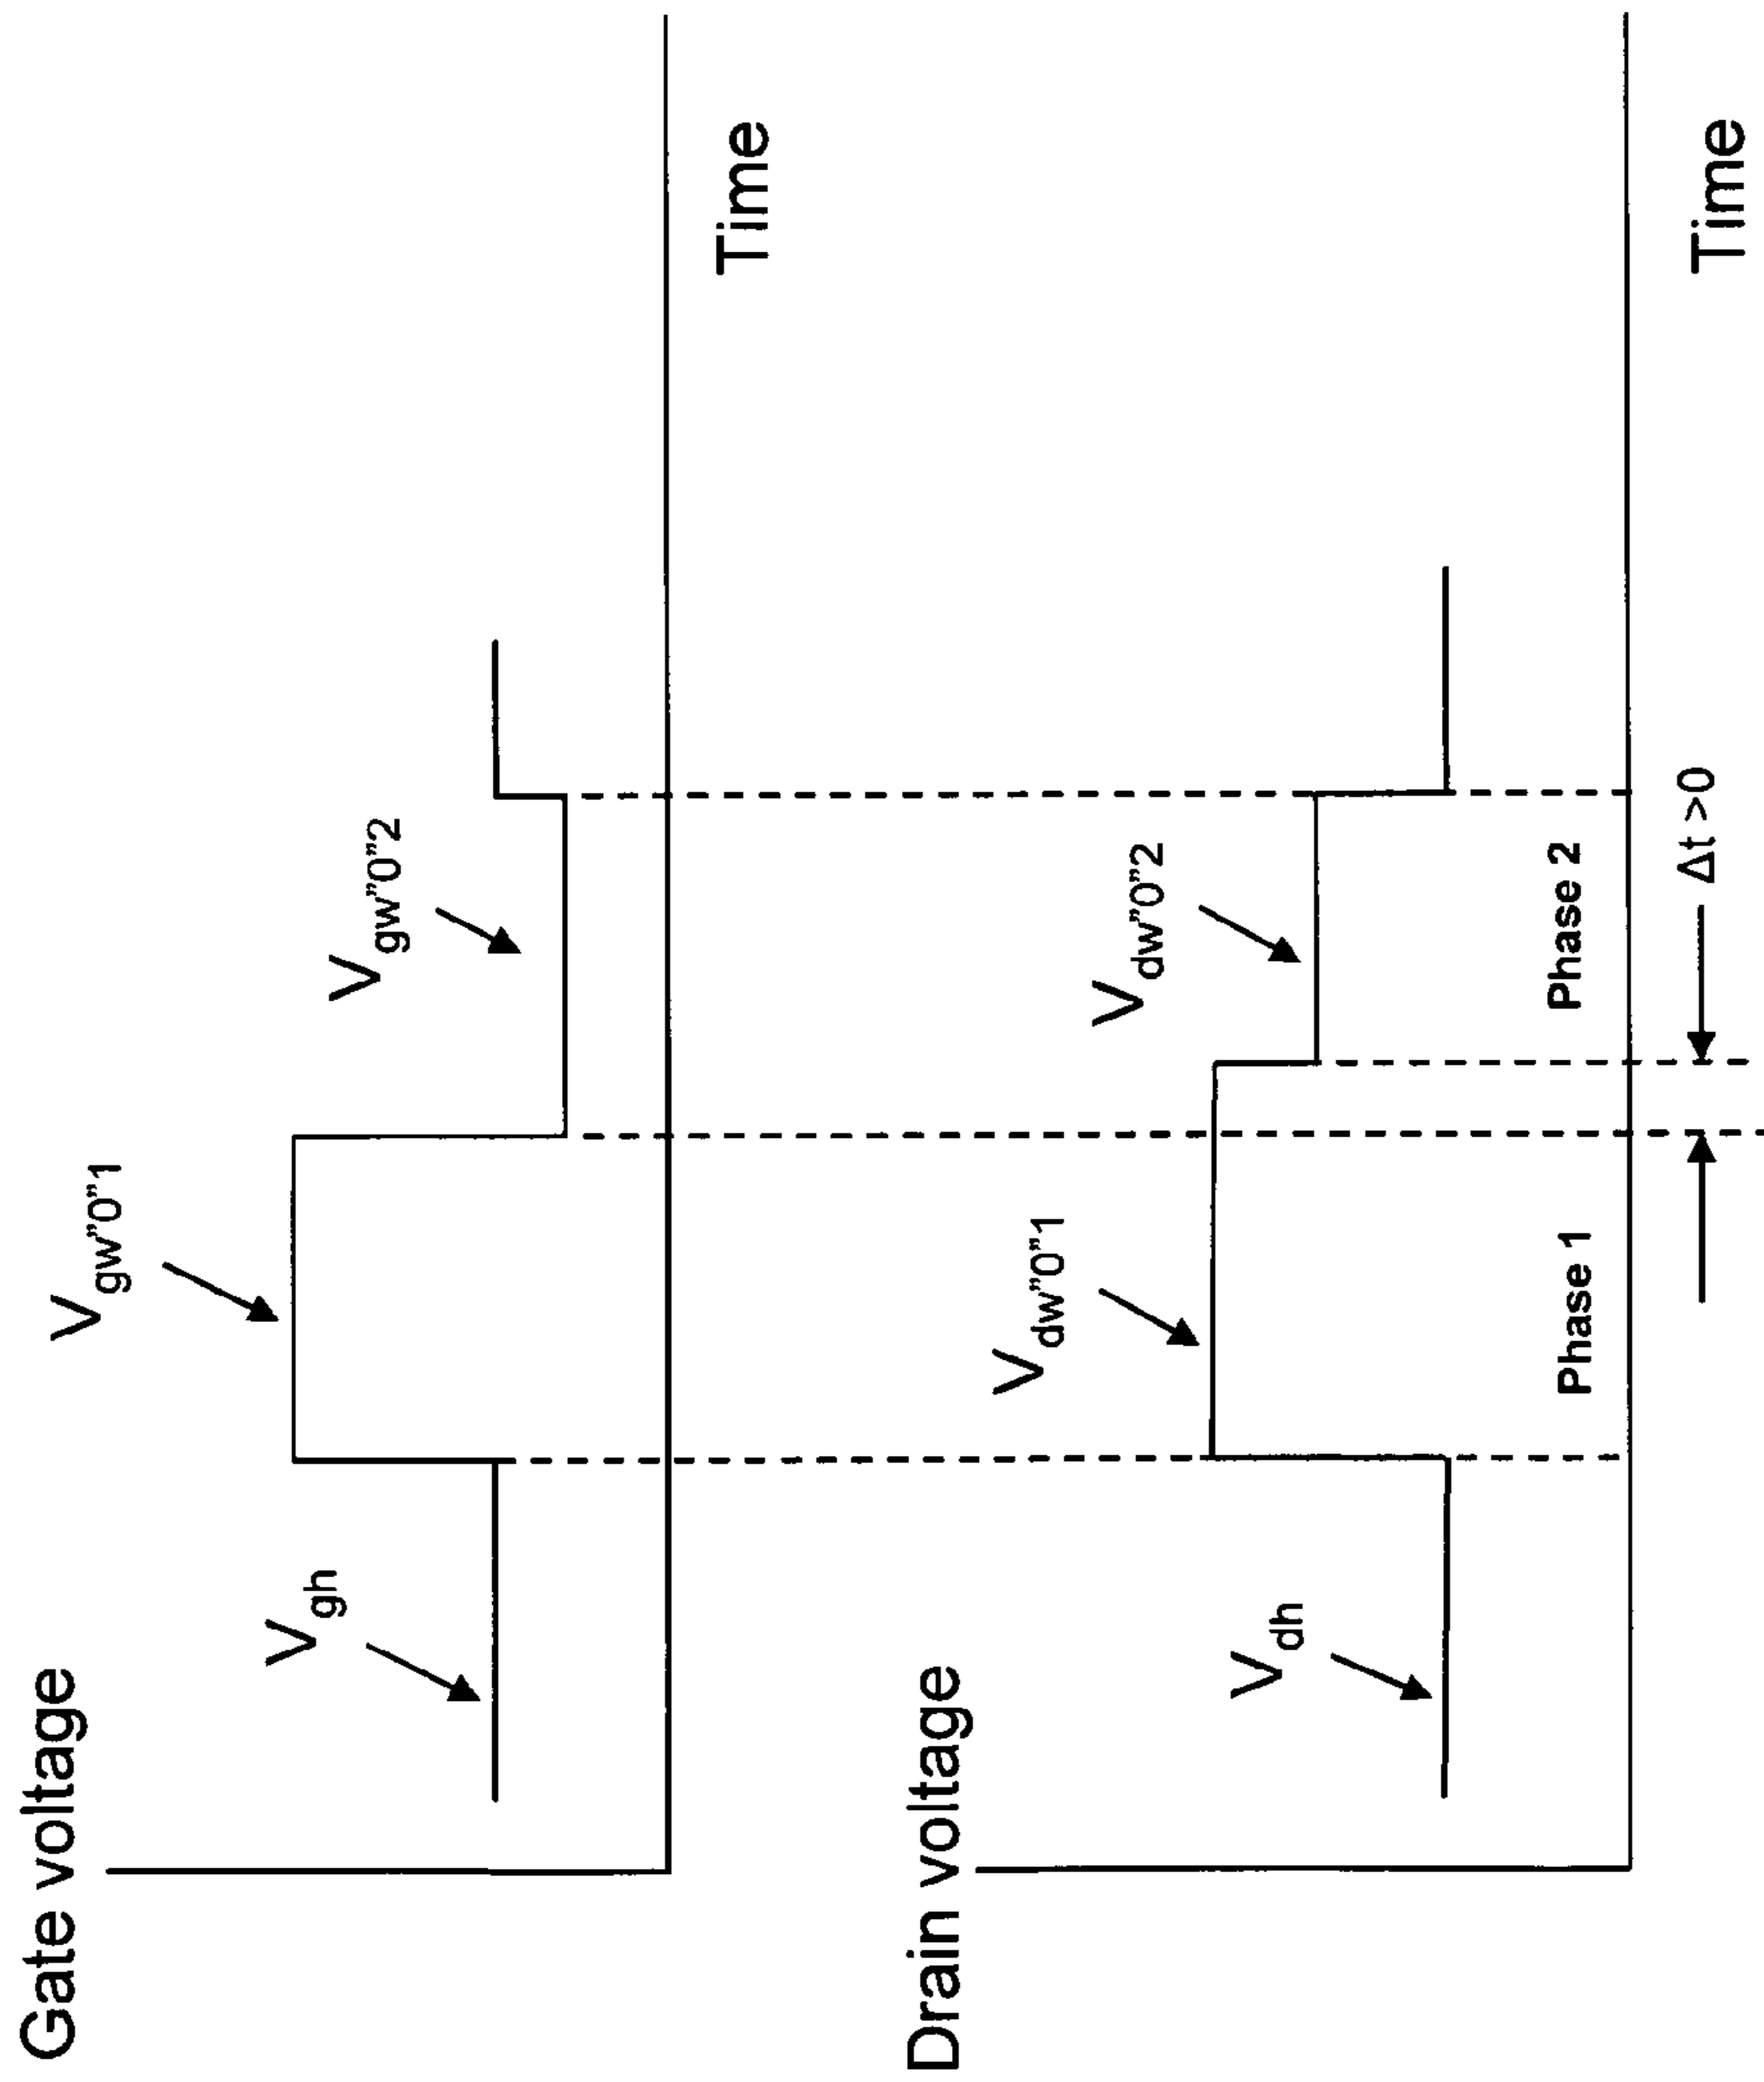 Gate voltage
V_gh
V_gw"0"1
V_gw"0"2
Time
Drain voltage
V_dh
V_dw"0"1
V_dw"0"2
Phase 1
Phase 2
Time
Δt >0